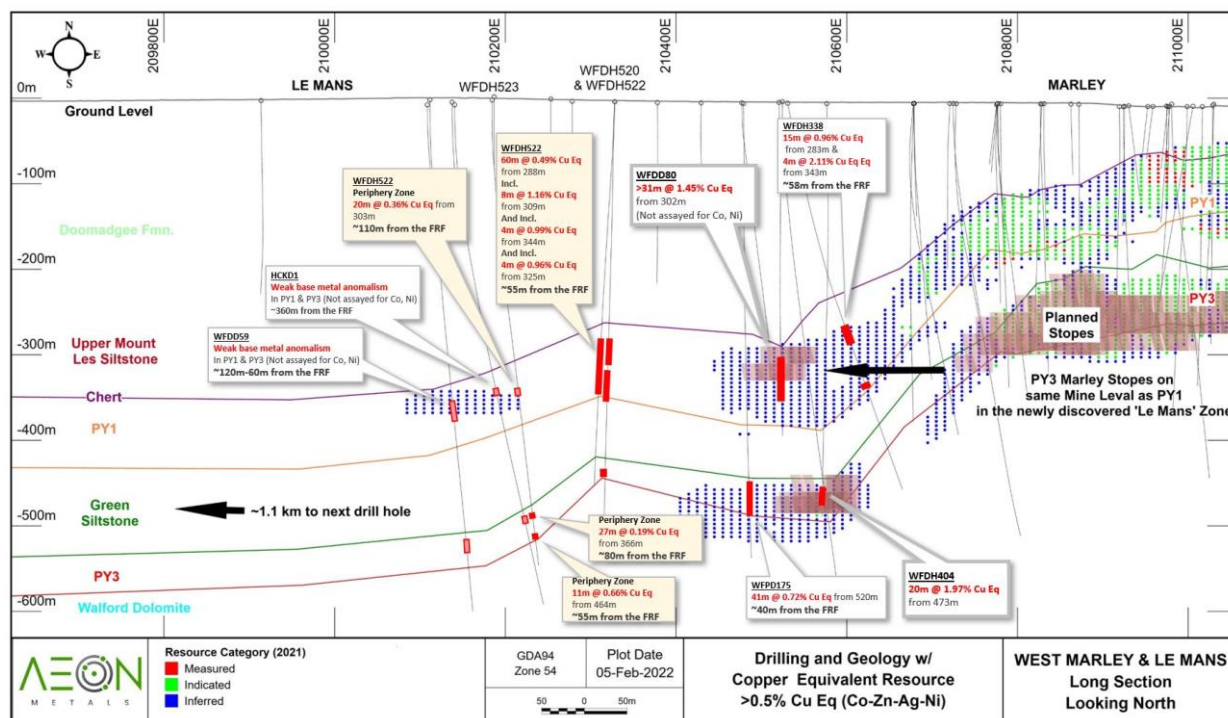 N
W E
S
209800E
210000E
210200E
210400E
210600E
210800E
211000E
0m
-100m
-200m
-300m
-400m
-500m
-600m
LE MANS
WFDH523
WFDH520
& WFDH522
MARLEY
Ground Level
Doomadgee Fmn.
Upper Mount
Les Siltstone
Chert
PY1
Green
Siltstone
PY3
Walford Dolomite
WFDH522
Periphery Zone
20m @ 0.36% Cu Eq from
303m
~110m from the FRF
WFDH522
60m @ 0.49% Cu Eq
from 288m
Incl.
8m @ 1.16% Cu Eq
from 309m
And Incl.
4m @ 0.99% Cu Eq
from 344m
And Incl.
4m @ 0.96% Cu Eq
from 325m
~55m from the FRF
WFDD80
>31m @ 1.45% Cu Eq
from 302m
(Not assayed for Co, Ni)
WFDH338
15m @ 0.96% Cu Eq
from 283m &
4m @ 2.11% Cu Eq Eq
from 343m
~58m from the FRF
HCKD1
Weak base metal anomalism
In PY1 & PY3 (Not assayed for Co, Ni)
~360m from the FRF
WFDD59
Weak base metal anomalism
In PY1 & PY3 (Not assayed for Co, Ni)
~120m-60m from the FRF
PY1
PY3
Planned
Stopes
PY3 Marley Stopes on
same Mine Leval as PY1
in the newly discovered 'Le Mans' Zone
~1.1 km to next drill hole
Periphery Zone
27m @ 0.19% Cu Eq
from 366m
~80m from the FRF
Periphery Zone
11m @ 0.66% Cu Eq
from 464m
~55m from the FRF
WFPD175
41m @ 0.72% Cu Eq from 520m
~40m from the FRF
WFDH404
20m @ 1.97% Cu Eq
from 473m
AEON
METALS
Resource Category (2021)
Measured
Indicated
Inferred
GDA94
Zone 54
Plot Date
05-Feb-2022
50 0 50m
Drilling and Geology w/
Copper Equivalent Resource
>0.5% Cu Eq (Co-Zn-Ag-Ni)
WEST MARLEY & LE MANS
Long Section
Looking North